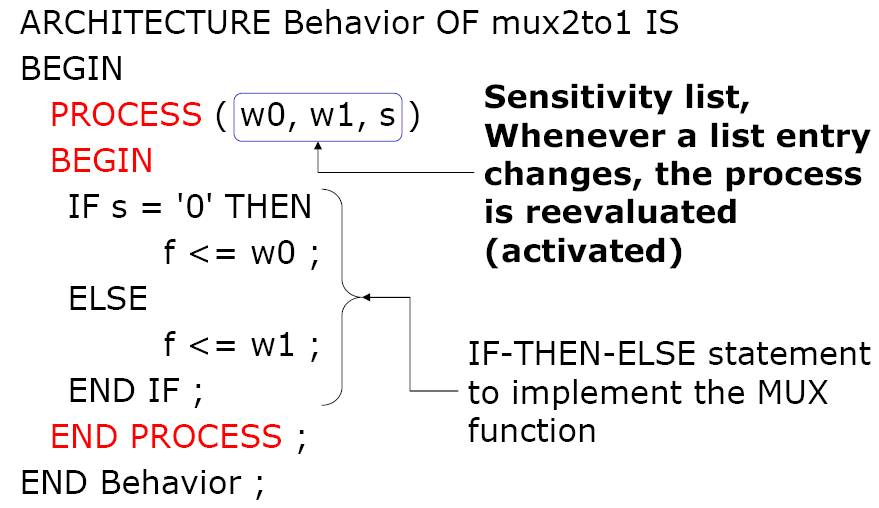 ARCHITECTURE Behavior OF mux2to1 IS
BEGIN
PROCESS ( w0, w1, s )
BEGIN
IF s = '0' THEN
f <= w0 ;
ELSE
f <= w1 ;
END IF ;
END PROCESS ;
END Behavior ;
Sensitivity list,
Whenever a list entry
changes, the process
is reevaluated
(activated)
IF-THEN-ELSE statement
to implement the MUX
function